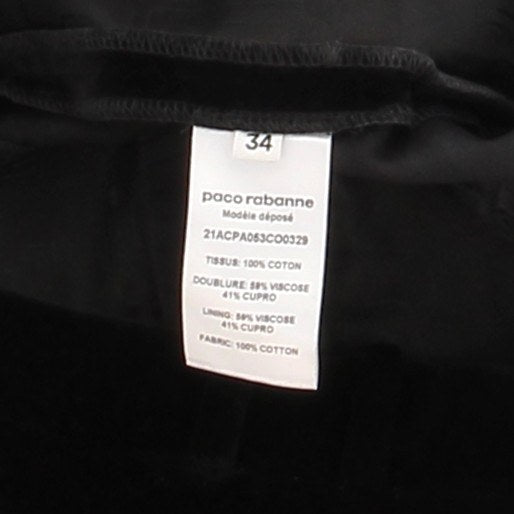 34
paco rabanne
Modèle déposé
21ACPA053CO0329
TISSUS: 100% COTON
DOUBLURE: 59% VISCOSE
41% CUPRO
LINING: 59% VISCOSE
41% CUPRO
FABRIC: 100% COTTON